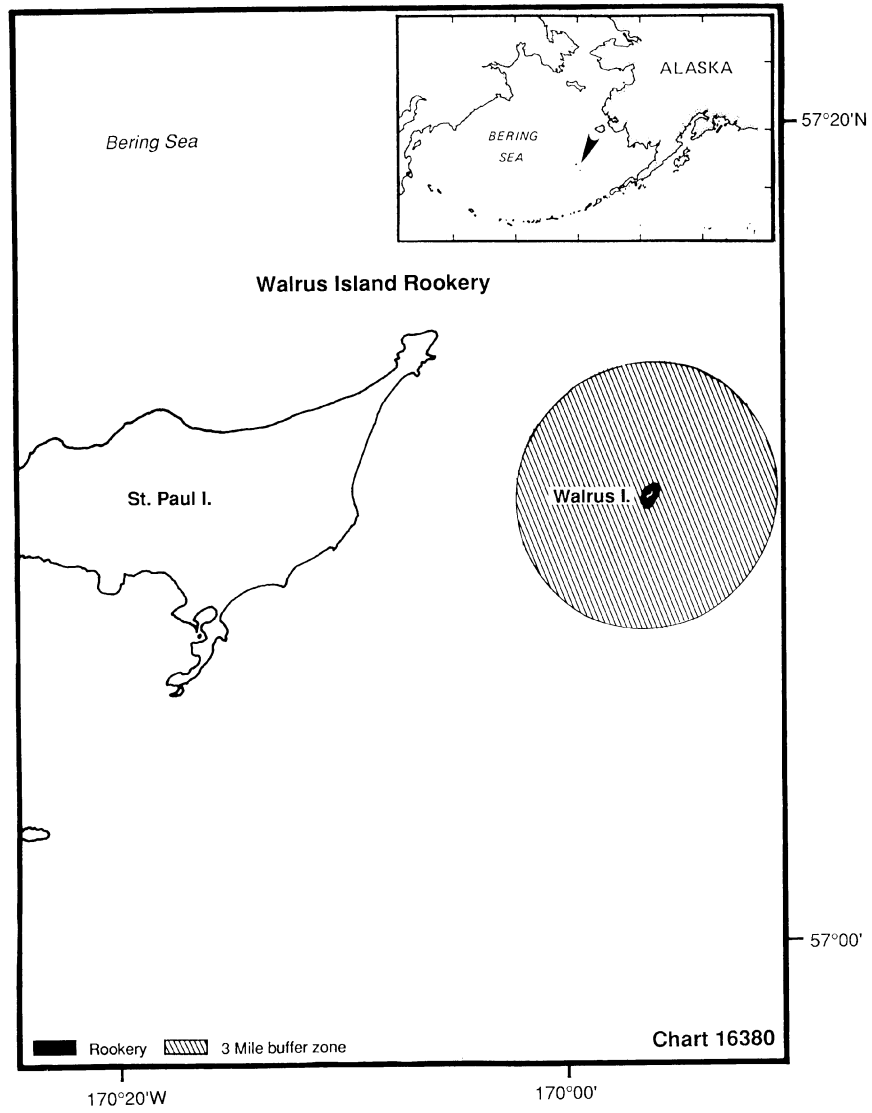 ALASKA
57°20'N
Bering Sea
BERING
SEA
Walrus Island Rookery
St. Paul I.
Walrus I.
57°00'
Rookery
3 Mile buffer zone
Chart 16380
170°20'W
170°00'